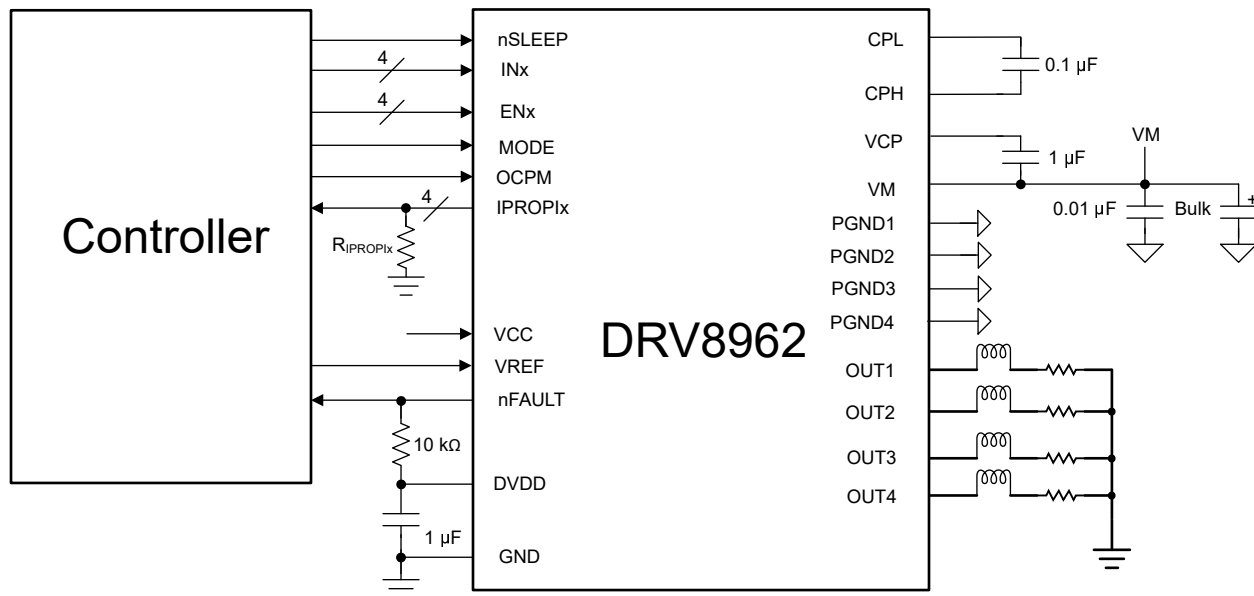 Controller
nSLEEP
4
INx
4
ENx
MODE
OCPM
4
IPROPIx
RIPROPIx
VCC
VREF
nFAULT
10 kΩ
DVDD
1 µF
GND
DRV8962
CPL
0.1 µF
CPH
VCP
1 µF
VM
VM
0.01 µF
Bulk
+
PGND1
PGND2
PGND3
PGND4
OUT1
OUT2
OUT3
OUT4